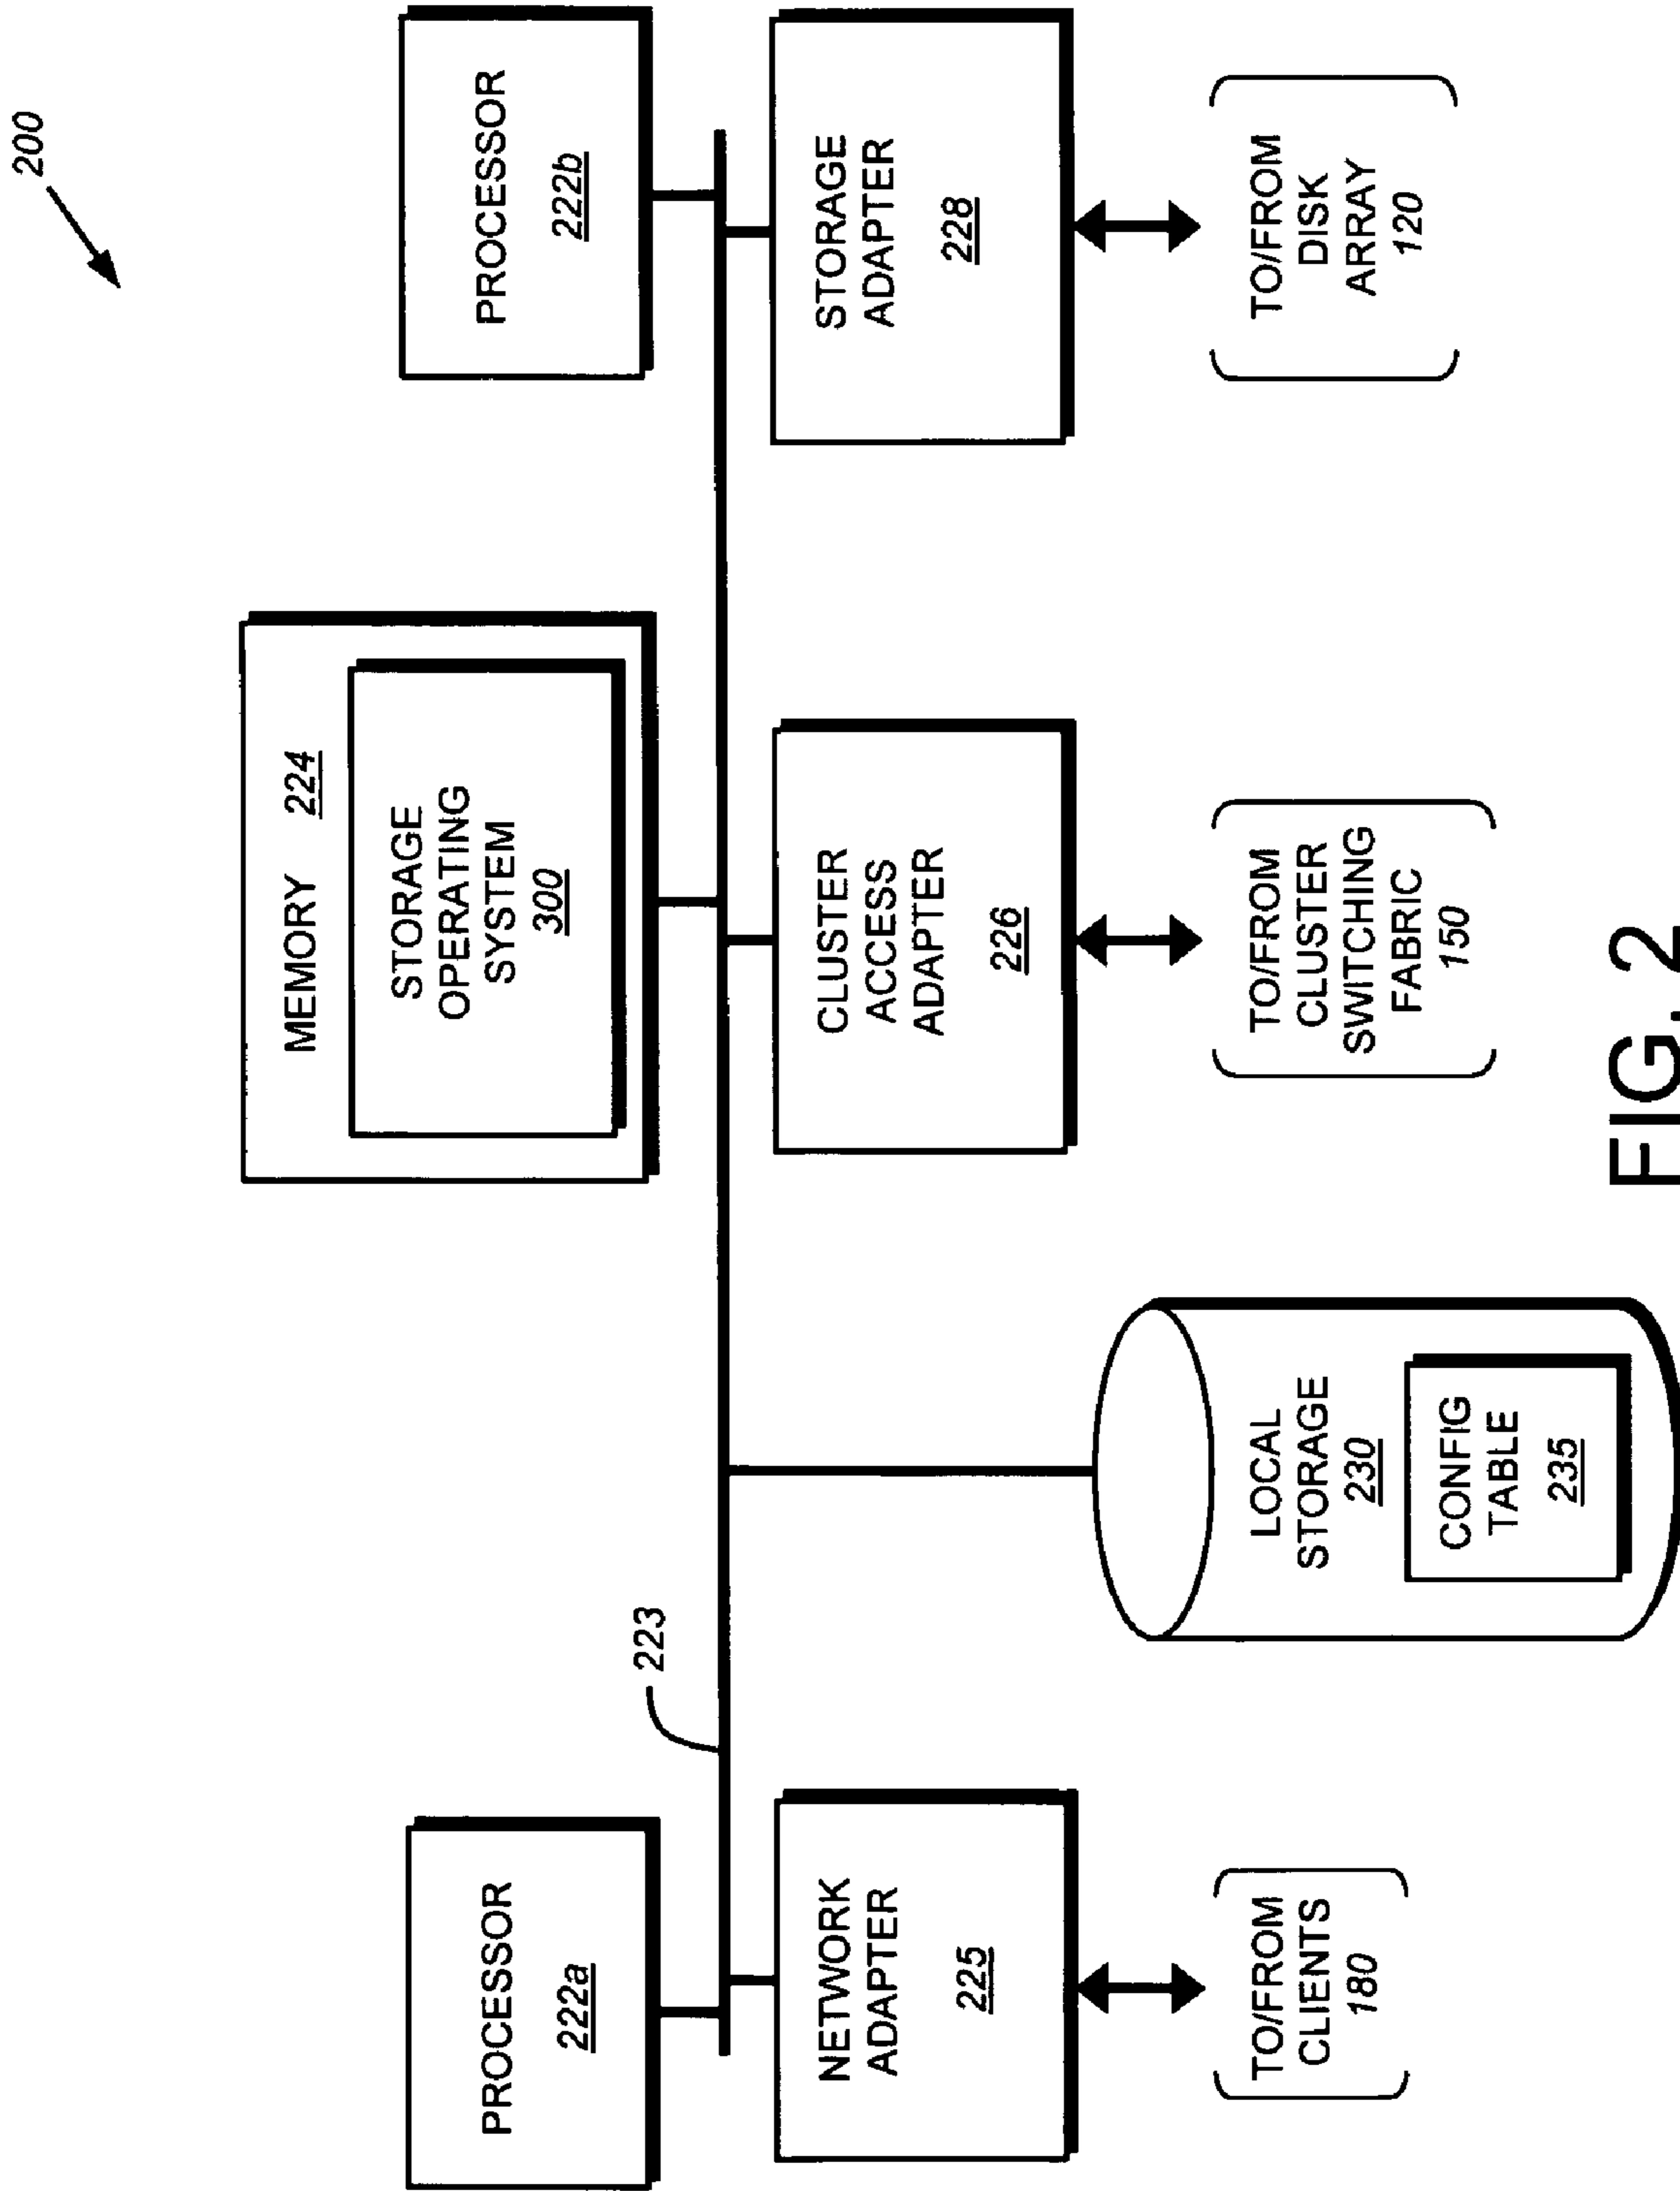 200
PROCESSOR
222a
MEMORY 224
STORAGE
OPERATING
SYSTEM
300
PROCESSOR
222b
223
NETWORK
ADAPTER
225
CLUSTER
ACCESS
ADAPTER
226
STORAGE
ADAPTER
228
TO/FROM
CLIENTS
180
LOCAL
STORAGE
230
CONFIG
TABLE
235
TO/FROM
CLUSTER
SWITCHING
FABRIC
150
TO/FROM
DISK
ARRAY
120
FIG. 2